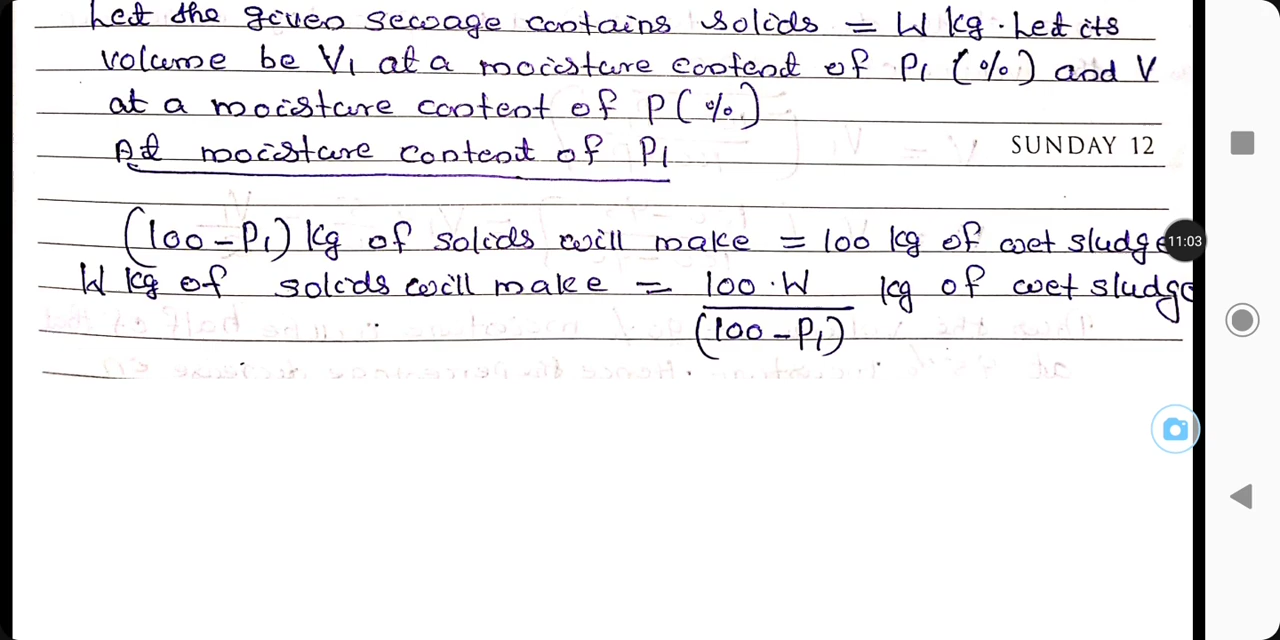 Let the given sewage contains solids = W kg. Let its
volume be V1 at a moisture content of P1 (%) and V
at a moisture content of P(%)
SUNDAY 12
At moisture content of P1
(100-P1) kg of solids will make = 100 kg of wet sludge
11:03
W kg of solids will make = 100.W / (100-P1) kg of wet sludge